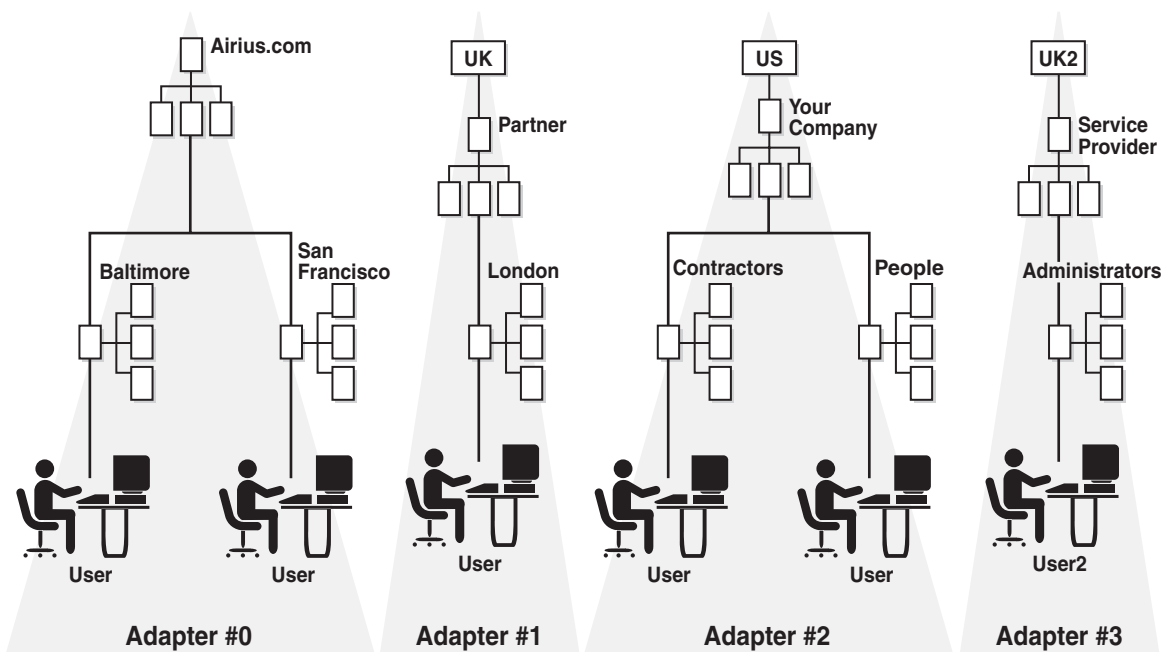 Airius.com
Baltimore
San
Francisco
User
User
Adapter #0
UK
Partner
London
User
Adapter #1
US
Your
Company
Contractors
People
User
User
Adapter #2
UK2
Service
Provider
Administrators
User2
Adapter #3